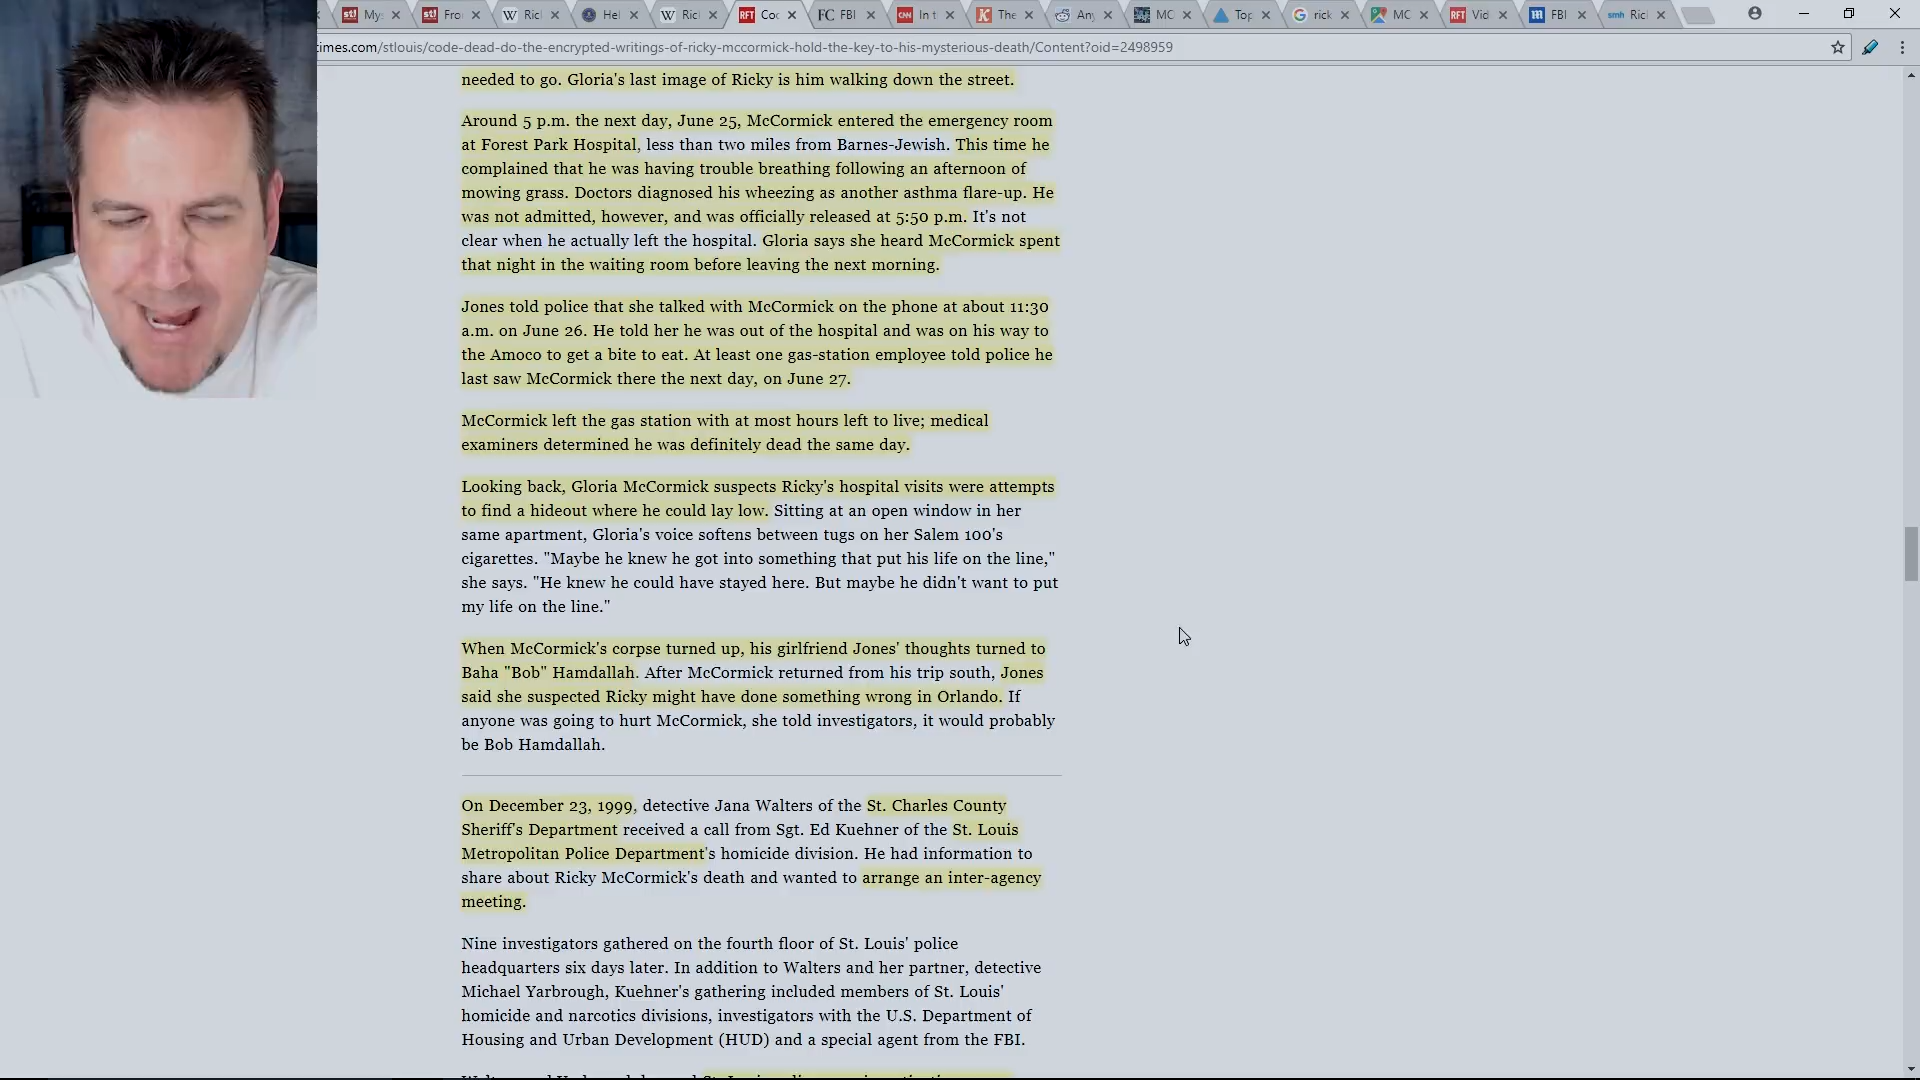 My
Fro
Ric
Hel
Ric
RFT Coc
FC FBI
CNN In t
K The
Any
MC
Top
G rick
MC
RFT Vid
FBI
smh Ric
times.com/stlouis/code-dead-do-the-encrypted-writings-of-ricky-mccormick-hold-the-key-to-his-mysterious-death/Content?oid=2498959
needed to go. Gloria's last image of Ricky is him walking down the street.
Around 5 p.m. the next day, June 25, McCormick entered the emergency room
at Forest Park Hospital, less than two miles from Barnes-Jewish. This time he
complained that he was having trouble breathing following an afternoon of
mowing grass. Doctors diagnosed his wheezing as another asthma flare-up. He
was not admitted, however, and was officially released at 5:50 p.m. It's not
clear when he actually left the hospital. Gloria says she heard McCormick spent
that night in the waiting room before leaving the next morning.
Jones told police that she talked with McCormick on the phone at about 11:30
a.m. on June 26. He told her he was out of the hospital and was on his way to
the Amoco to get a bite to eat. At least one gas-station employee told police he
last saw McCormick there the next day, on June 27.
McCormick left the gas station with at most hours left to live; medical
examiners determined he was definitely dead the same day.
Looking back, Gloria McCormick suspects Ricky's hospital visits were attempts
to find a hideout where he could lay low. Sitting at an open window in her
same apartment, Gloria's voice softens between tugs on her Salem 100's
cigarettes. "Maybe he knew he got into something that put his life on the line,"
she says. "He knew he could have stayed here. But maybe he didn't want to put
my life on the line."
When McCormick's corpse turned up, his girlfriend Jones' thoughts turned to
Baha "Bob" Hamdallah. After McCormick returned from his trip south, Jones
said she suspected Ricky might have done something wrong in Orlando. If
anyone was going to hurt McCormick, she told investigators, it would probably
be Bob Hamdallah.
On December 23, 1999, detective Jana Walters of the St. Charles County
Sheriff's Department received a call from Sgt. Ed Kuehner of the St. Louis
Metropolitan Police Department's homicide division. He had information to
share about Ricky McCormick's death and wanted to arrange an inter-agency
meeting.
Nine investigators gathered on the fourth floor of St. Louis' police
headquarters six days later. In addition to Walters and her partner, detective
Michael Yarbrough, Kuehner's gathering included members of St. Louis'
homicide and narcotics divisions, investigators with the U.S. Department of
Housing and Urban Development (HUD) and a special agent from the FBI.